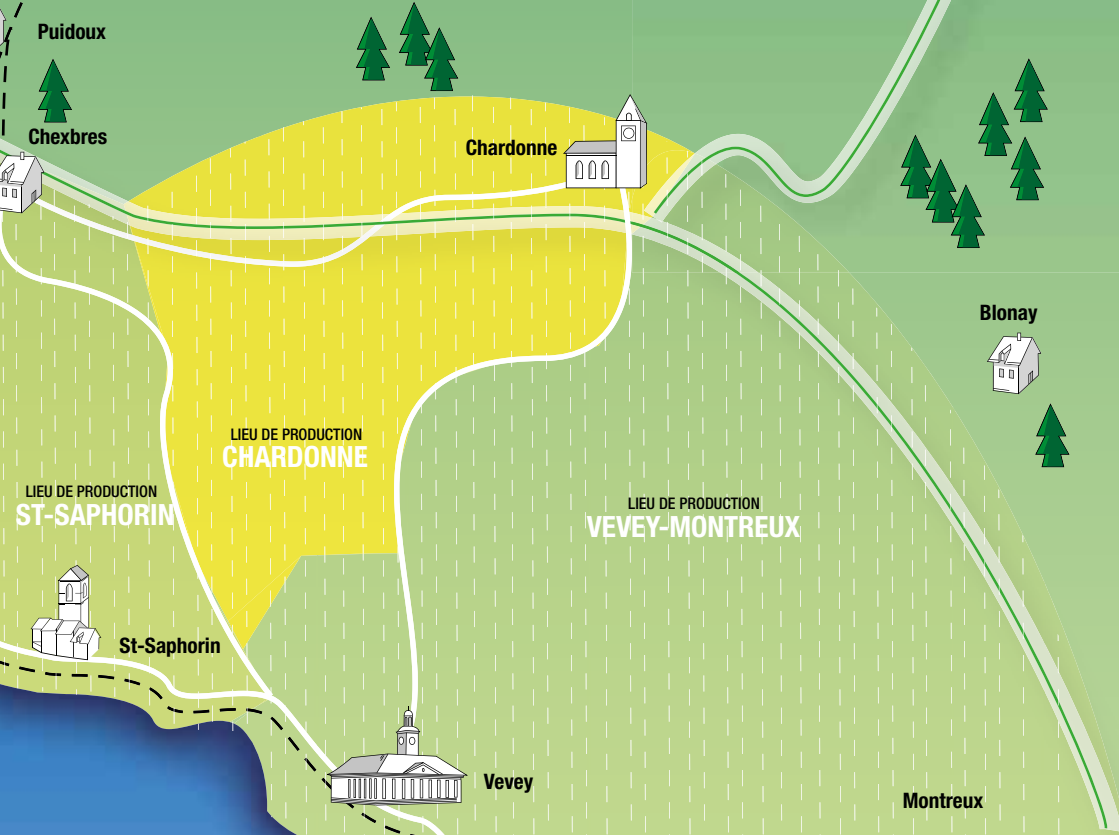 Puidoux
Chexbres
Chardonne
Blonay
LIEU DE PRODUCTION
CHARDONNE
LIEU DE PRODUCTION
ST-SAPHORIN
LIEU DE PRODUCTION
VEVEY-MONTREUX
St-Saphorin
Vevey
Montreux